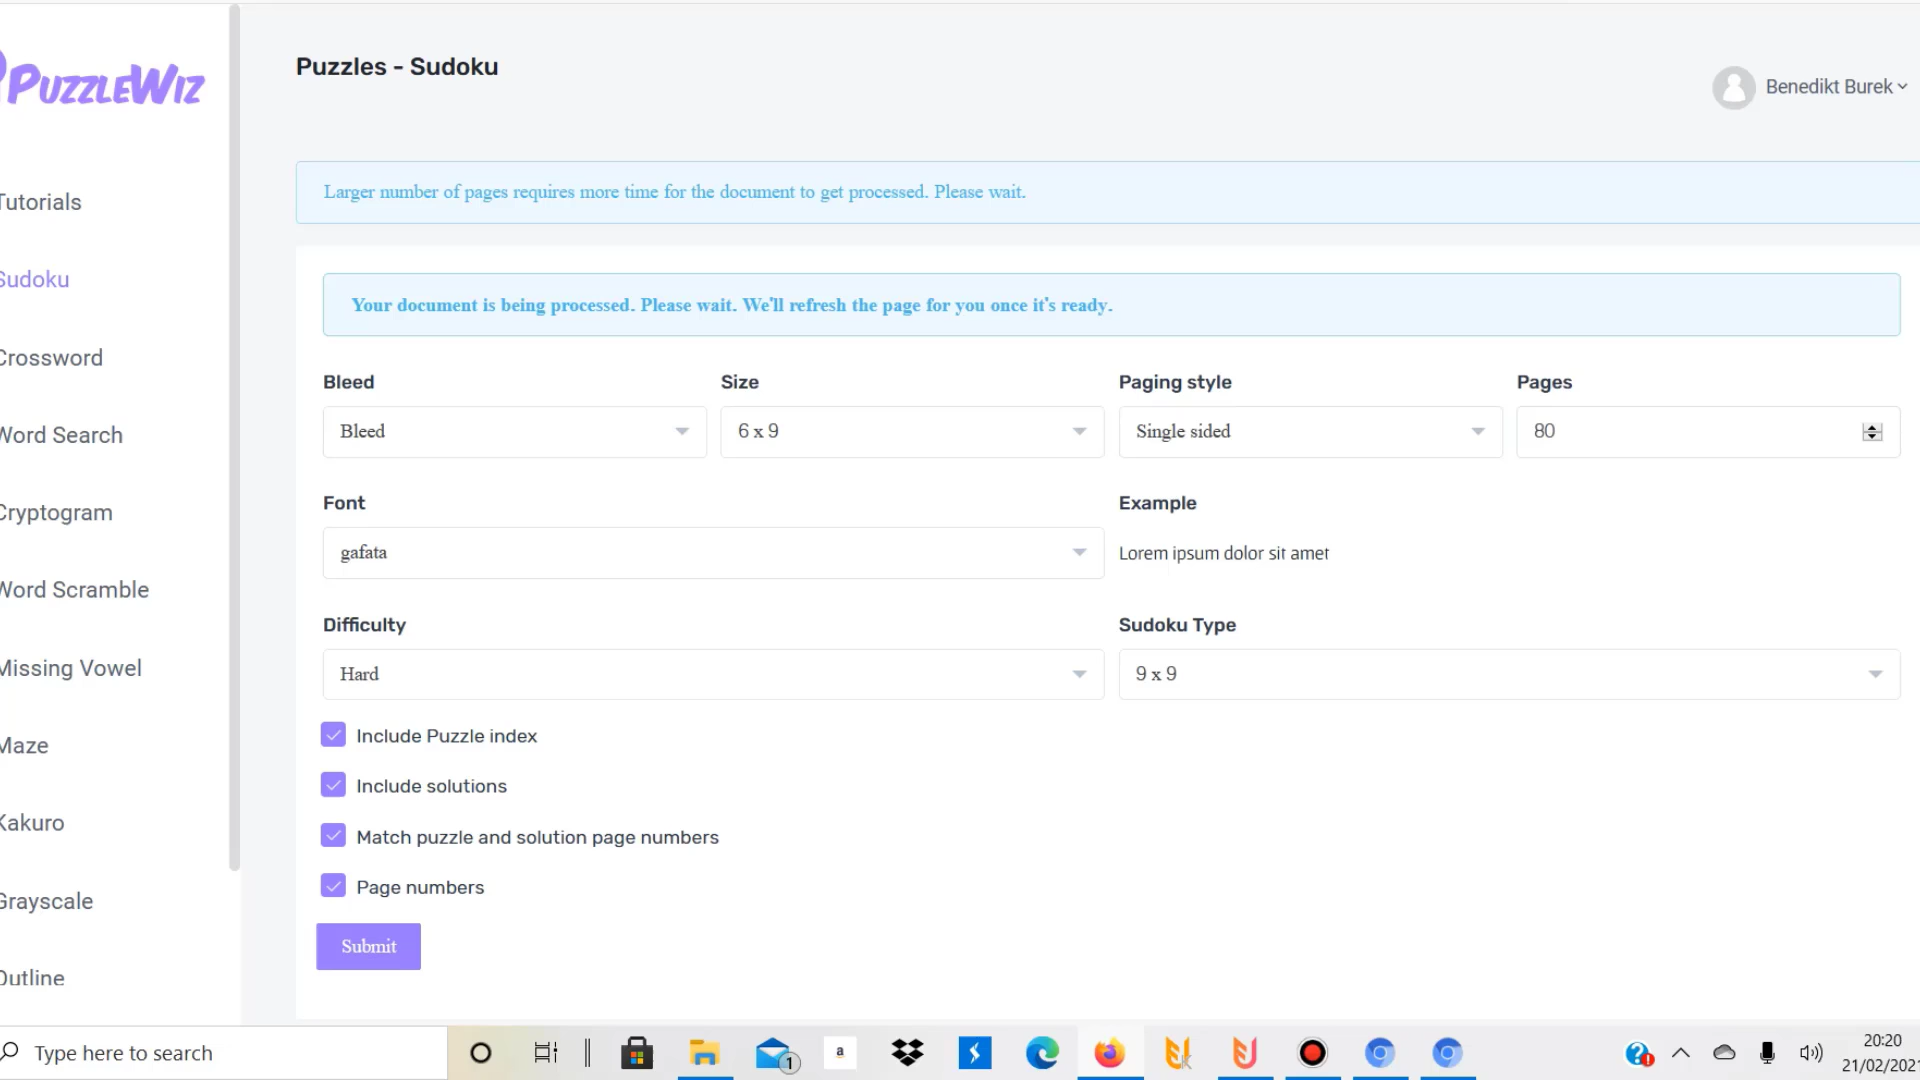 PUZZLEWIZ
Puzzles - Sudoku
Benedikt Burek
Tutorials
Sudoku
Crossword
Word Search
Cryptogram
Word Scramble
Missing Vowel
Maze
Kakuro
Grayscale
Outline
Larger number of pages requires more time for the document to get processed. Please wait.
Your document is being processed. Please wait. We'll refresh the page for you once it's ready.
Bleed Size Paging style Pages
Bleed 6 x 9 Single sided 80
Font Example
gafata Lorem ipsum dolor sit amet
Difficulty Sudoku Type
Hard 9 x 9
Include Puzzle index
Include solutions
Match puzzle and solution page numbers
Page numbers
Submit
Type here to search
1
a
20:20
21/02/202